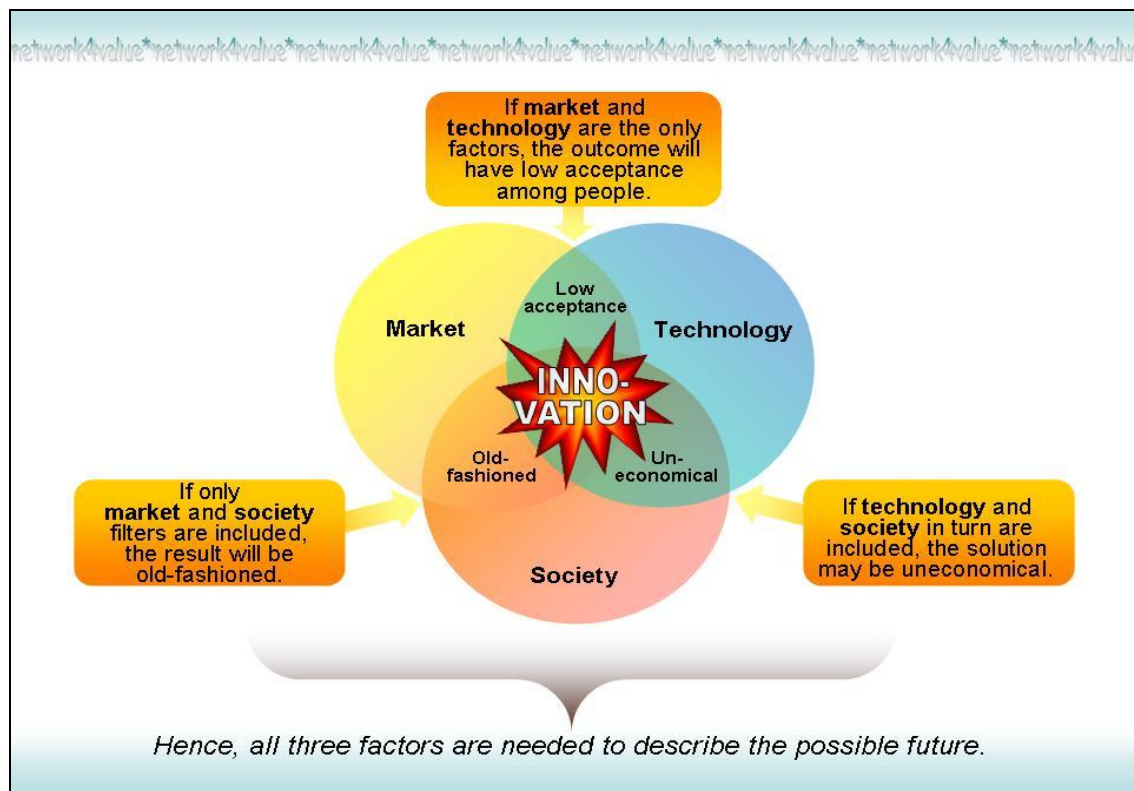 network4value*network4value*network4value*network4value*network4value*network4value*network4value*network4valu
If market and
technology are the only
factors, the outcome will
have low acceptance
among people.
Low
acceptance
Market
Technology
INNO-
VATION
Old-
fashioned
Un-
economical
If only
market and society
filters are included,
the result will be
old-fashioned.
If technology and
society in turn are
included, the solution
may be uneconomical.
Society
Hence, all three factors are needed to describe the possible future.